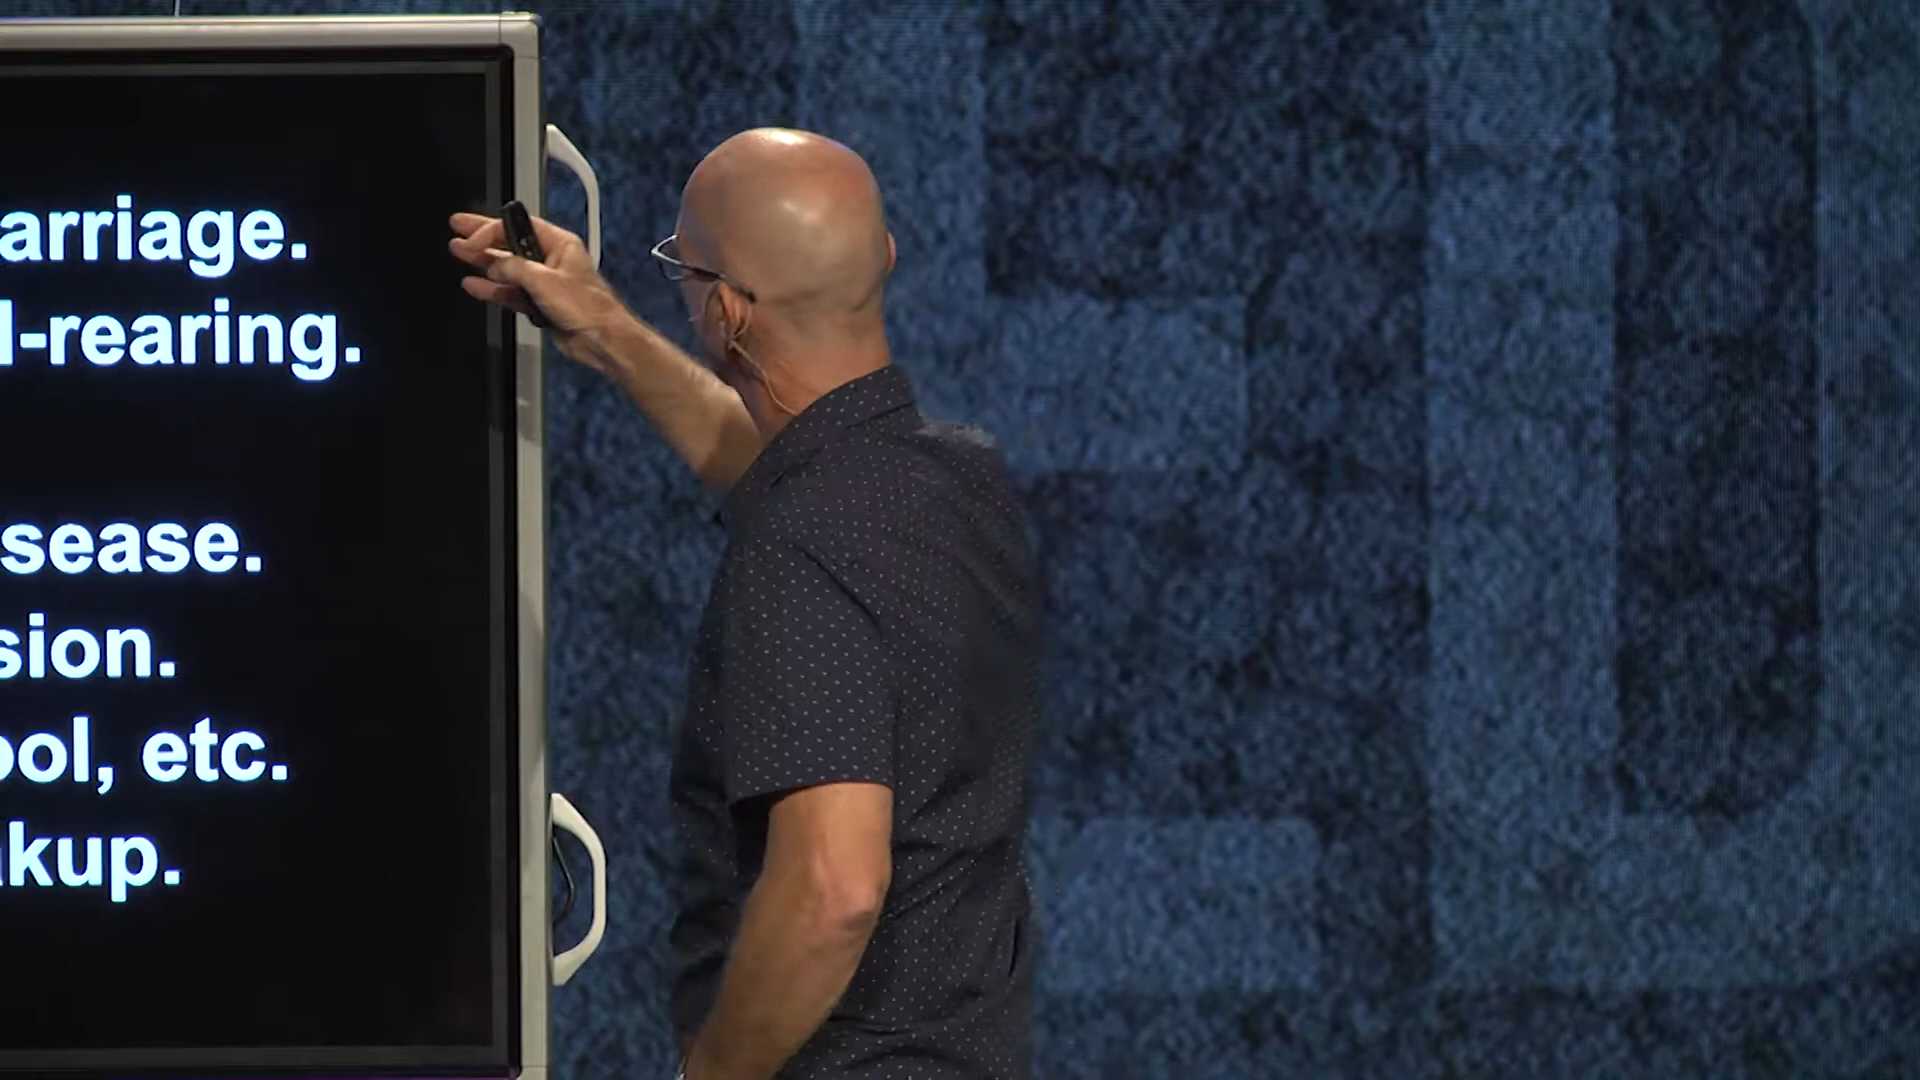 arriage.
l-rearing.
sease.
sion.
ool, etc.
kup.